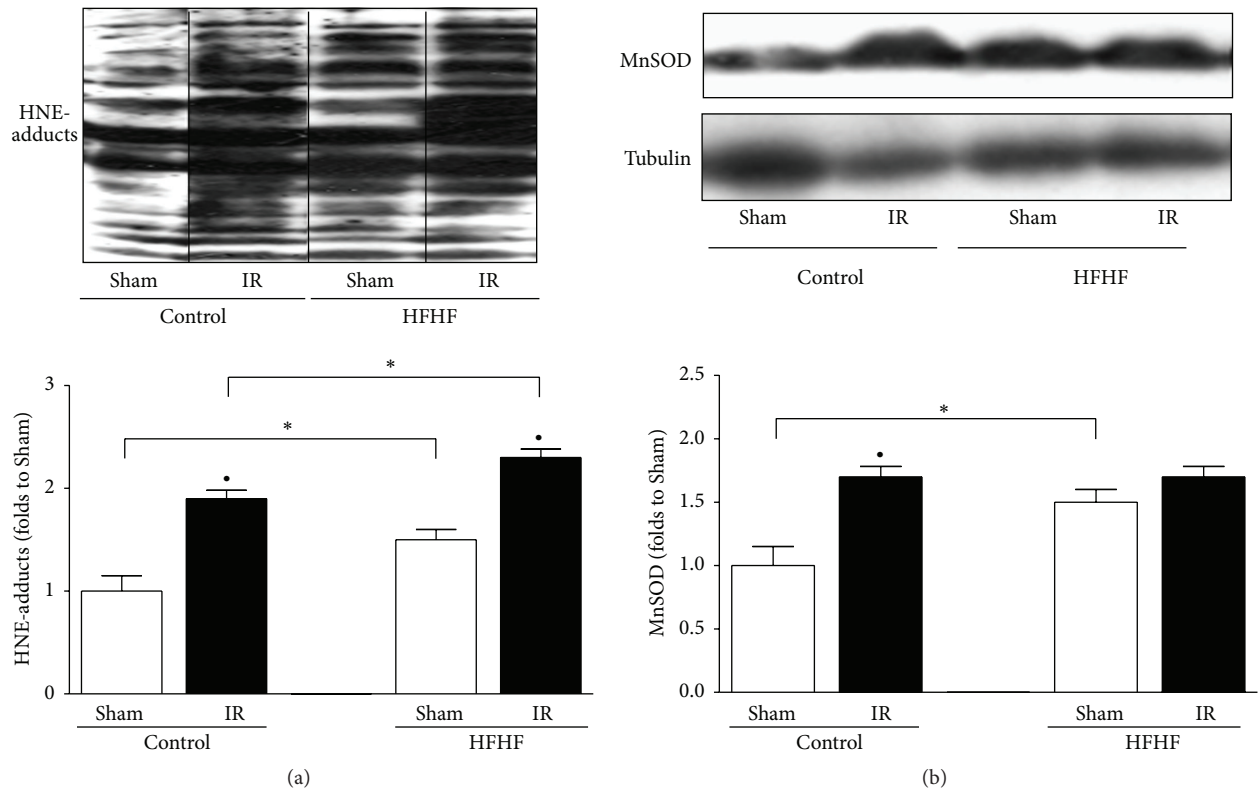 HNE-
adducts
Sham IR Sham IR
Control HFHF
*
*
3
2
1
0
HNE-adducts (folds to Sham)
Sham IR Sham IR
Control HFHF
(a)
MnSOD
Tubulin
Sham IR Sham IR
Control HFHF
*
2.5
2.0
1.5
1.0
0.5
0.0
MnSOD (folds to Sham)
Sham IR Sham IR
Control HFHF
(b)